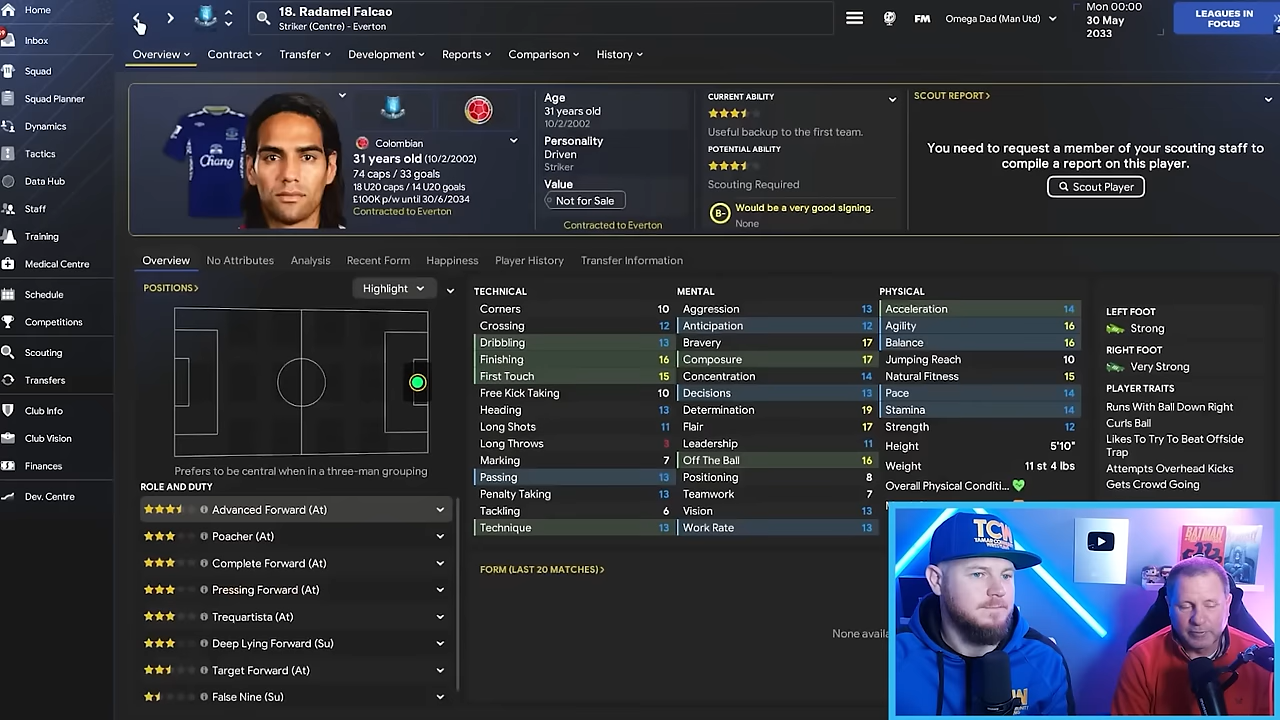 Home
Inbox
Squad
Squad Planner
Dynamics
Tactics
Data Hub
Staff
Training
Medical Centre
Schedule
Competitions
Scouting
Transfers
Club Info
Club Vision
Finances
Dev. Centre
18. Radamel Falcao
Striker (Centre) - Everton
FM
Omega Dad (Man Utd)
Mon 00:00
30 May
2033
LEAGUES IN
FOCUS
Overview
Contract
Transfer
Development
Reports
Comparison
History
Chang
Colombian
31 years old (10/2/2002)
74 caps / 33 goals
18 U20 caps / 14 U20 goals
£100K p/w until 30/6/2034
Contracted to Everton
Age
31 years old
10/2/2002
Personality
Driven
Striker
Value
Not for Sale
Contracted to Everton
CURRENT ABILITY
Useful backup to the first team.
POTENTIAL ABILITY
Scouting Required
B-
Would be a very good signing.
None
SCOUT REPORT >
You need to request a member of your scouting staff to
compile a report on this player.
Scout Player
Overview
No Attributes
Analysis
Recent Form
Happiness
Player History
Transfer Information
POSITIONS >
Highlight
Prefers to be central when in a three-man grouping
ROLE AND DUTY
Advanced Forward (At)
Poacher (At)
Complete Forward (At)
Pressing Forward (At)
Trequartista (At)
Deep Lying Forward (Su)
Target Forward (At)
False Nine (Su)
TECHNICAL
Corners 10
Crossing 12
Dribbling 13
Finishing 16
First Touch 15
Free Kick Taking 10
Heading 13
Long Shots 11
Long Throws 3
Marking 7
Passing 13
Penalty Taking 13
Tackling 6
Technique 13
MENTAL
Aggression 13
Anticipation 12
Bravery 17
Composure 17
Concentration 14
Decisions 13
Determination 19
Flair 17
Leadership 11
Off The Ball 16
Positioning 8
Teamwork 7
Vision 13
Work Rate 13
PHYSICAL
Acceleration 14
Agility 16
Balance 16
Jumping Reach 10
Natural Fitness 15
Pace 14
Stamina 14
Strength 12
Height 5'10"
Weight 11 st 4 lbs
Overall Physical Conditi...
LEFT FOOT
Strong
RIGHT FOOT
Very Strong
PLAYER TRAITS
Runs With Ball Down Right
Curls Ball
Likes To Try To Beat Offside
Trap
Attempts Overhead Kicks
Gets Crowd Going
FORM (LAST 20 MATCHES) >
None availa
TCW
BATMAN